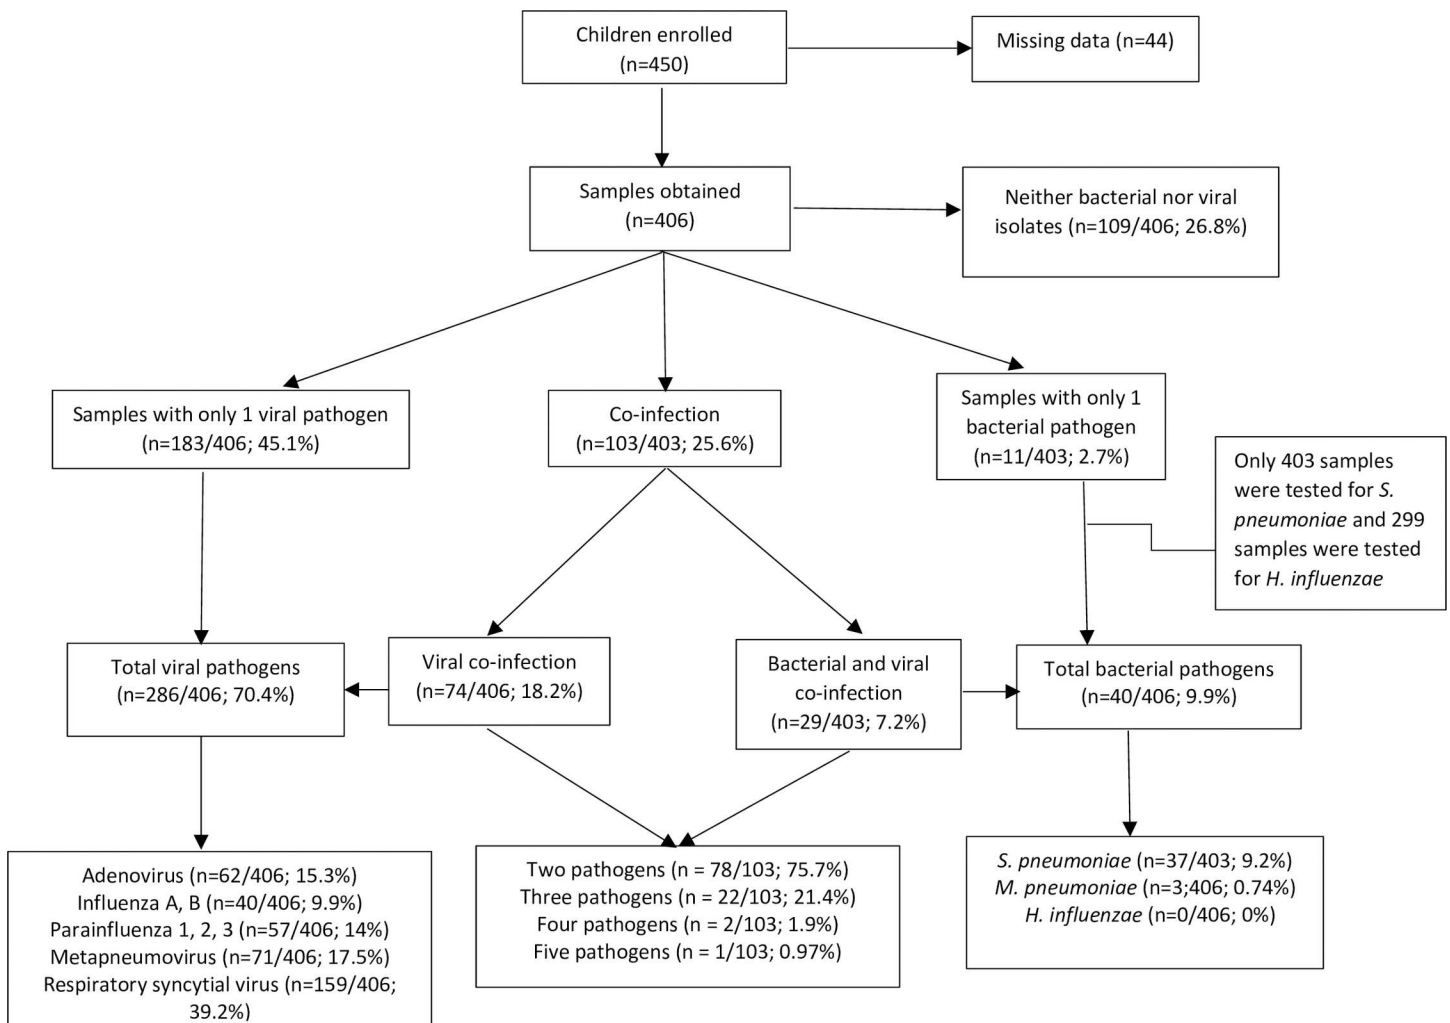 Children enrolled
(n=450)
Missing data (n=44)
Samples obtained
(n=406)
Neither bacterial nor viral
isolates (n=109/406; 26.8%)
Samples with only 1 viral pathogen
(n=183/406; 45.1%)
Co-infection
(n=103/403; 25.6%)
Samples with only 1
bacterial pathogen
(n=11/403; 2.7%)
Only 403 samples
were tested for S.
pneumoniae and 299
samples were tested
for H. influenzae
Total viral pathogens
(n=286/406; 70.4%)
Viral co-infection
(n=74/406; 18.2%)
Bacterial and viral
co-infection
(n=29/403; 7.2%)
Total bacterial pathogens
(n=40/406; 9.9%)
Adenovirus (n=62/406; 15.3%)
Influenza A, B (n=40/406; 9.9%)
Parainfluenza 1, 2, 3 (n=57/406; 14%)
Metapneumovirus (n=71/406; 17.5%)
Respiratory syncytial virus (n=159/406;
39.2%)
Two pathogens (n = 78/103; 75.7%)
Three pathogens (n = 22/103; 21.4%)
Four pathogens (n = 2/103; 1.9%)
Five pathogens (n = 1/103; 0.97%)
S. pneumoniae (n=37/403; 9.2%)
M. pneumoniae (n=3;406; 0.74%)
H. influenzae (n=0/406; 0%)